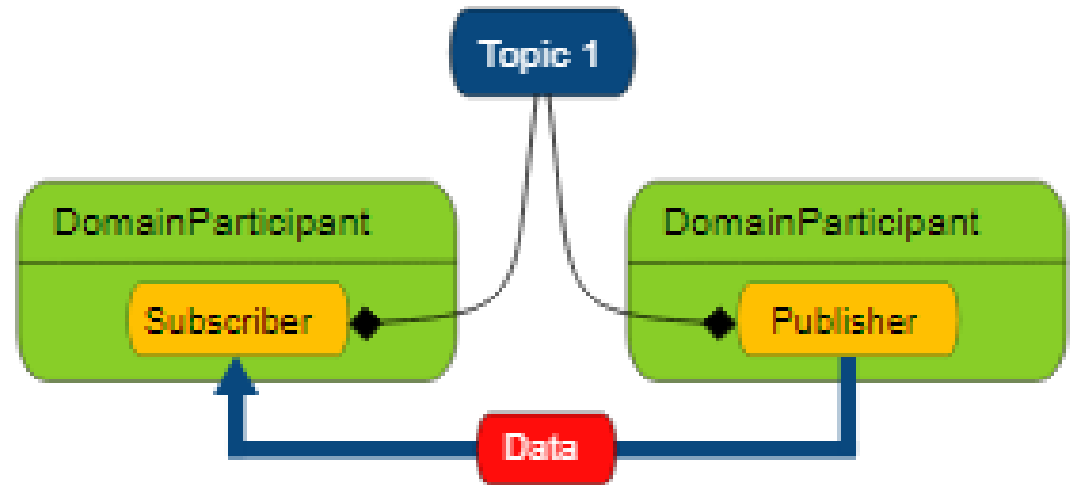 Topic 1
DomainParticipant
DomainParticipant
Subscriber
Publisher
Data